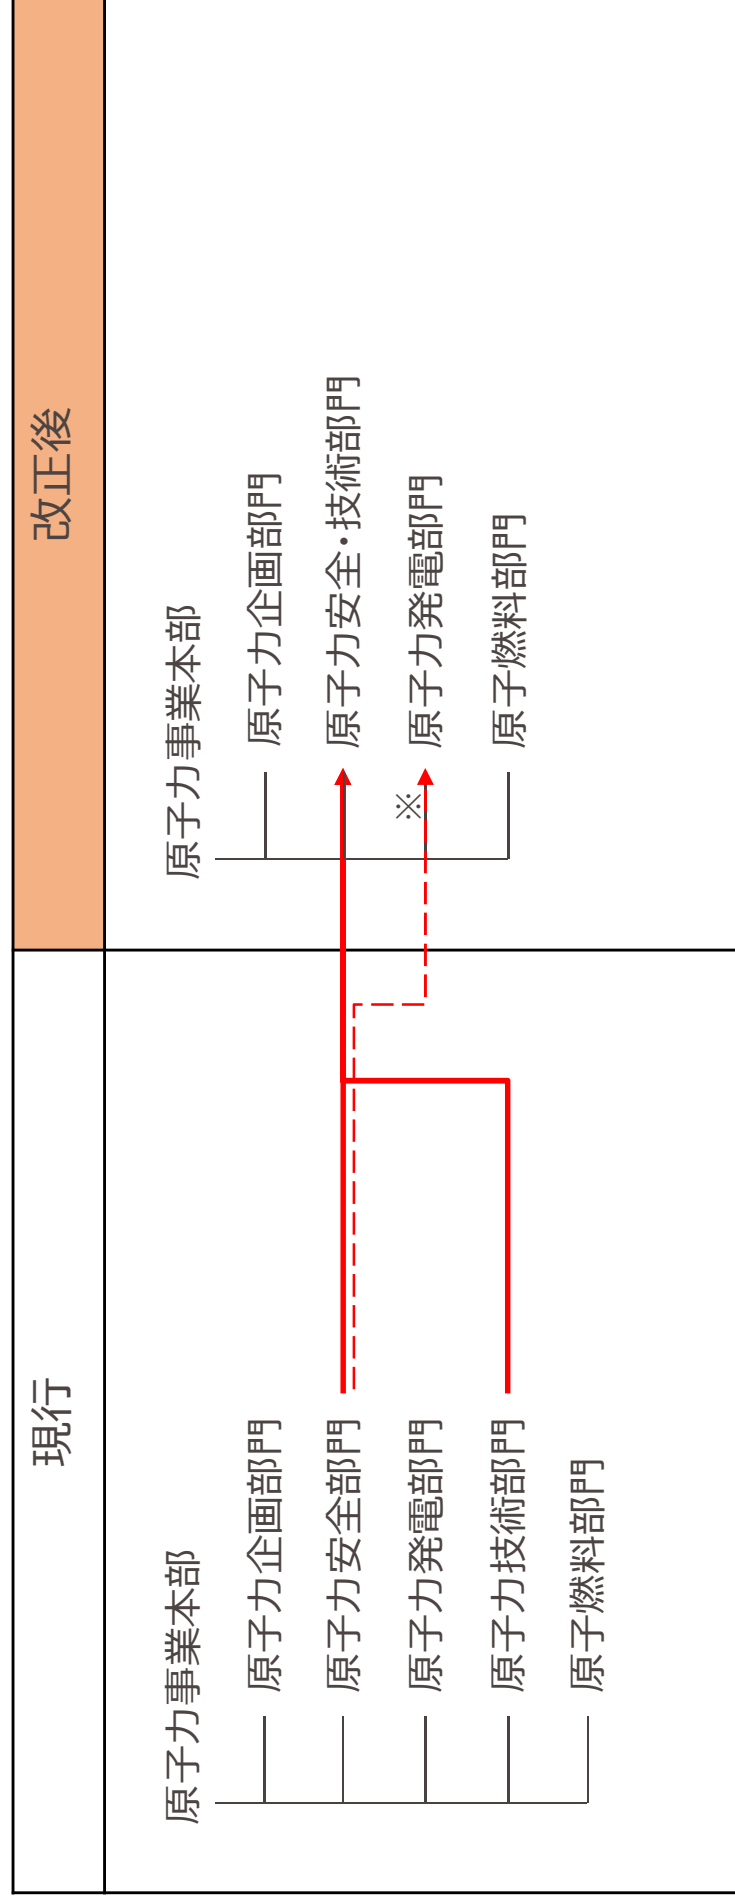 現行
原子力事業本部
原子力企画部門
原子力安全部門
原子力発電部門
原子力技術部門
原子燃料部門
改正後
原子力事業本部
原子力企画部門
原子力安全・技術部門
※
原子力発電部門
原子燃料部門